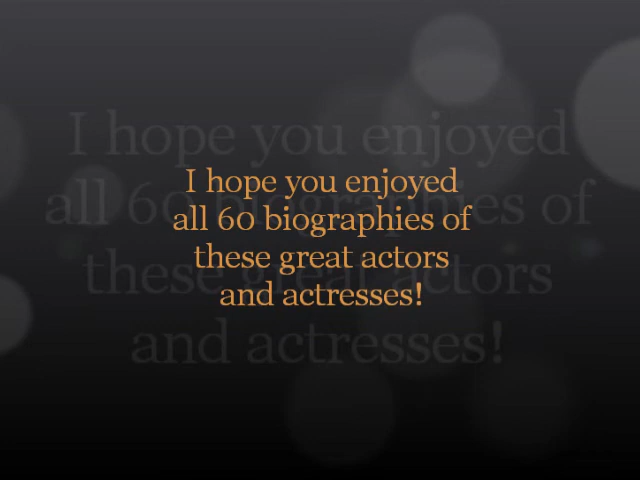 I hope you enjoyed
all 60 biographies of
these great actors
and actresses!